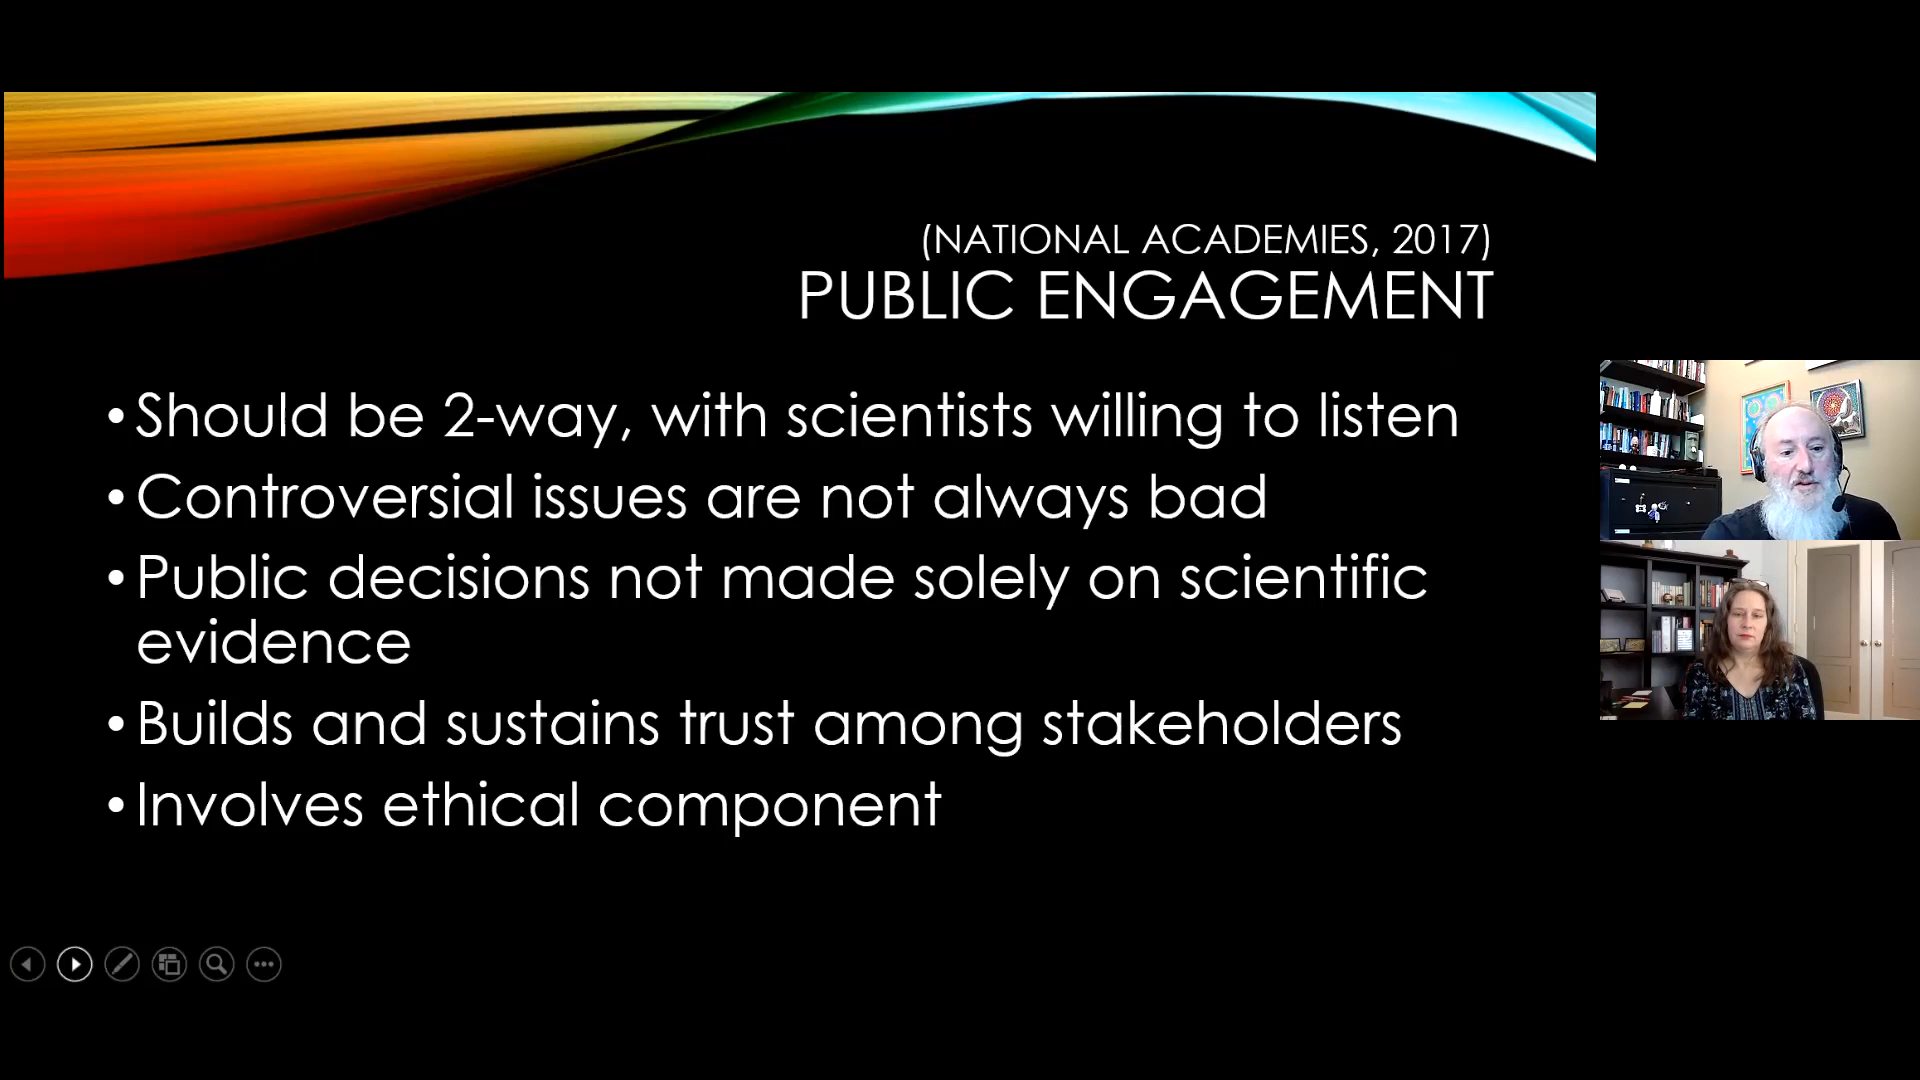 (NATIONAL ACADEMIES, 2017)
PUBLIC ENGAGEMENT
•Should be 2-way, with scientists willing to listen
•Controversial issues are not always bad
•Public decisions not made solely on scientific
evidence
•Builds and sustains trust among stakeholders
•Involves ethical component